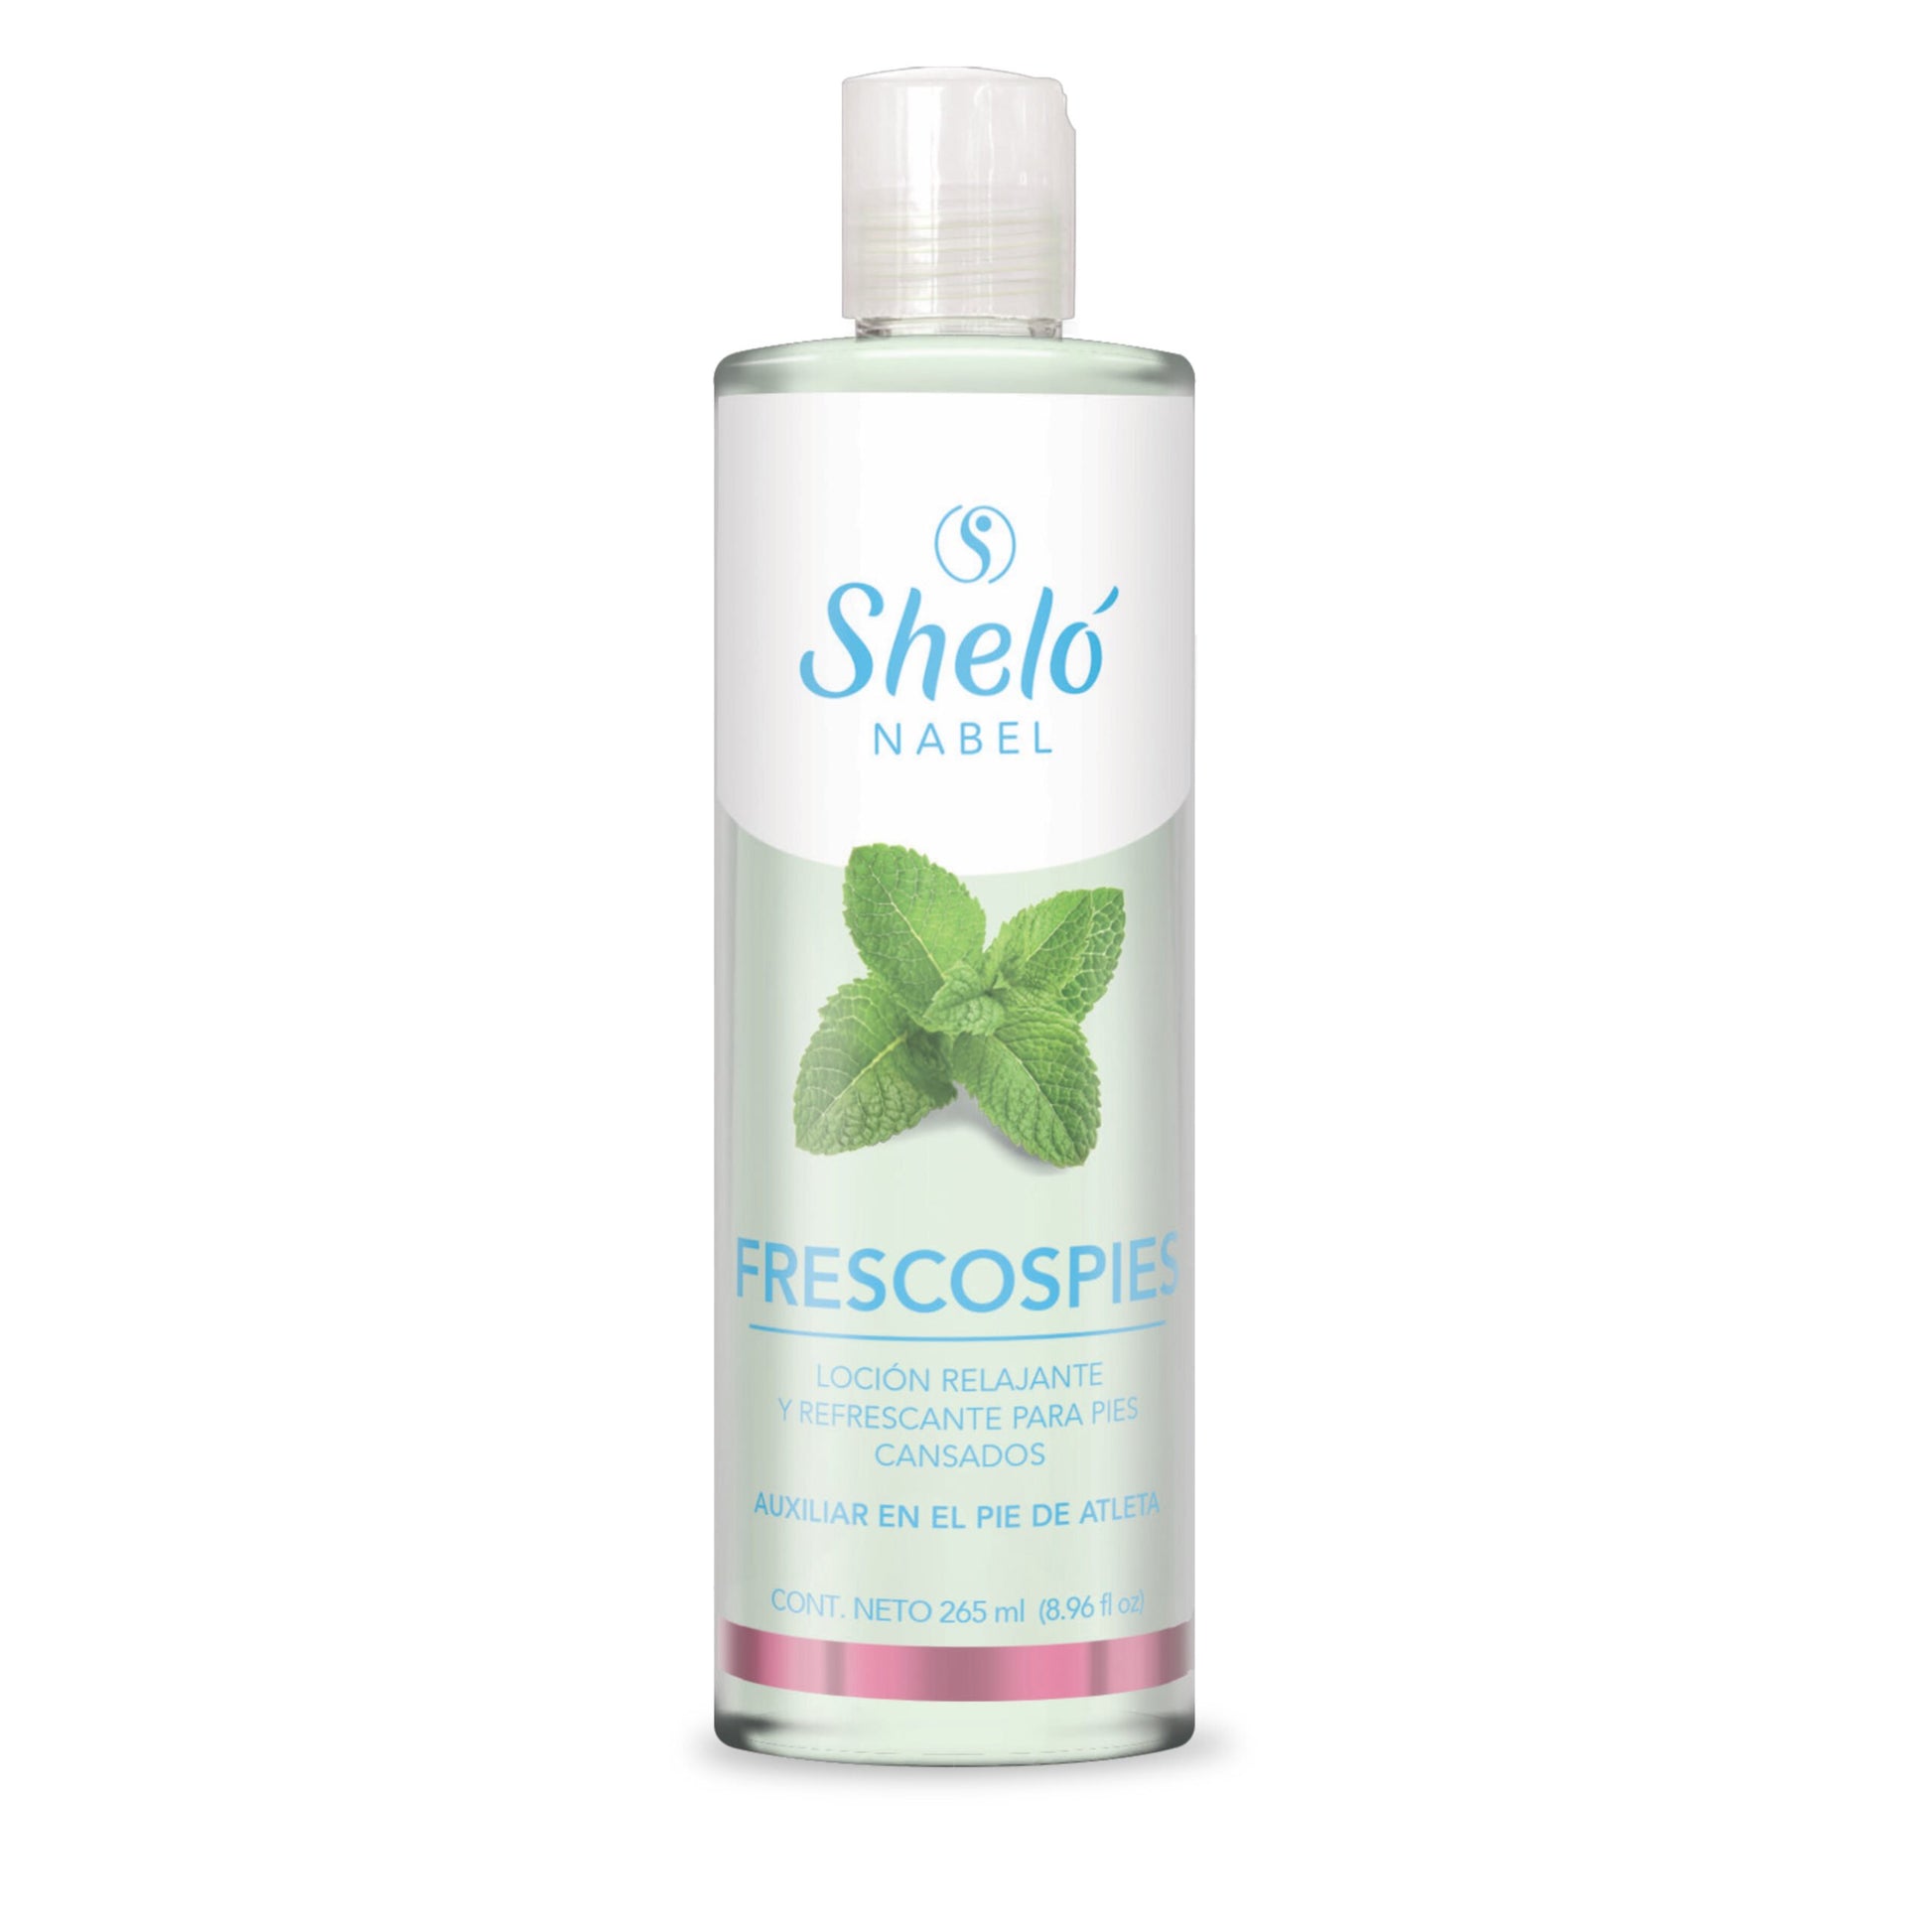 Sheló
NABEL
FRESCOSPIES
LOCIÓN RELAJANTE
Y REFRESCANTE PARA PIES
CANSADOS
AUXILIAR EN EL PIE DE ATLETA
CONT. NETO 265 ml (8.96 fl oz)